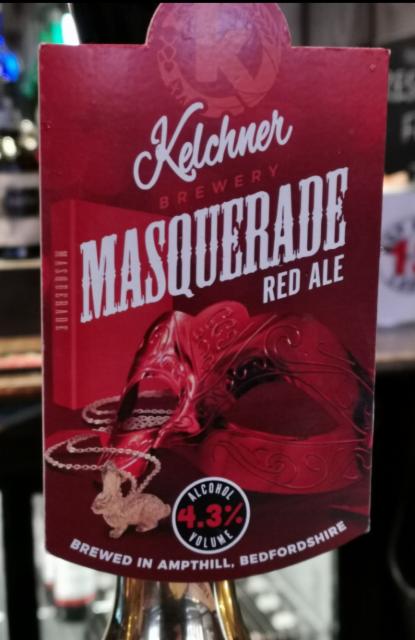 Kelchner
BREWERY
MASQUERADE
RED ALE
MASQUERADE
ALCOHOL
4.3%
VOLUME
BREWED IN AMPTHILL, BEDFORDSHIRE